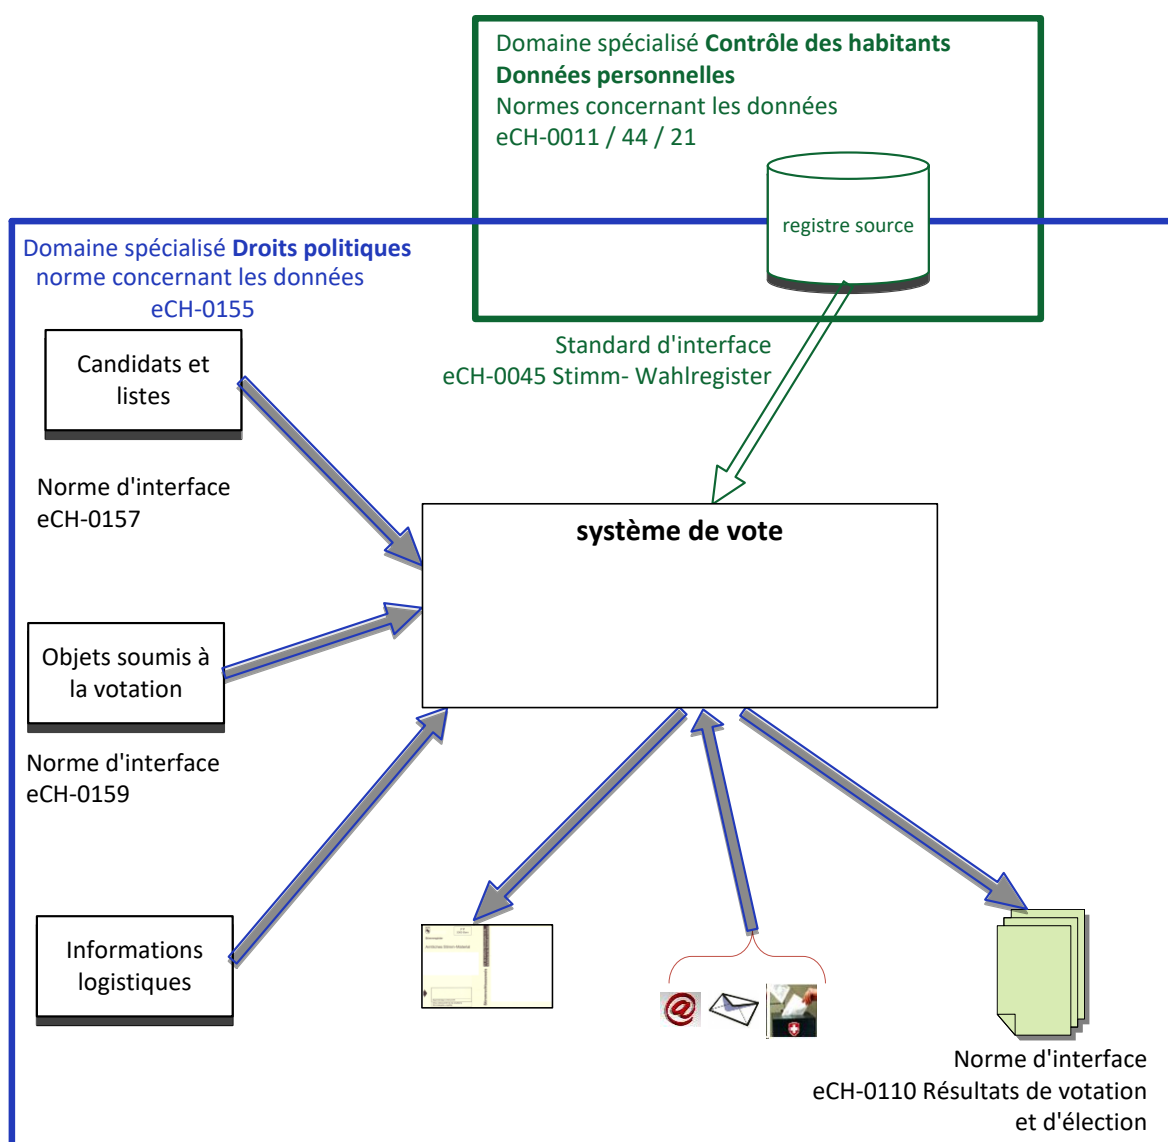 Domaine spécialisé Contrôle des habitants
Données personnelles
Normes concernant les données
eCH-0011 / 44 / 21
registre source
Domaine spécialisé Droits politiques
norme concernant les données
eCH-0155
Candidats et
listes
Standard d'interface
eCH-0045 Stimm- Wahlregister
Norme d'interface
eCH-0157
système de vote
Objets soumis à
la votation
Norme d'interface
eCH-0159
Informations
logistiques
@
Norme d'interface
eCH-0110 Résultats de votation
et d'élection